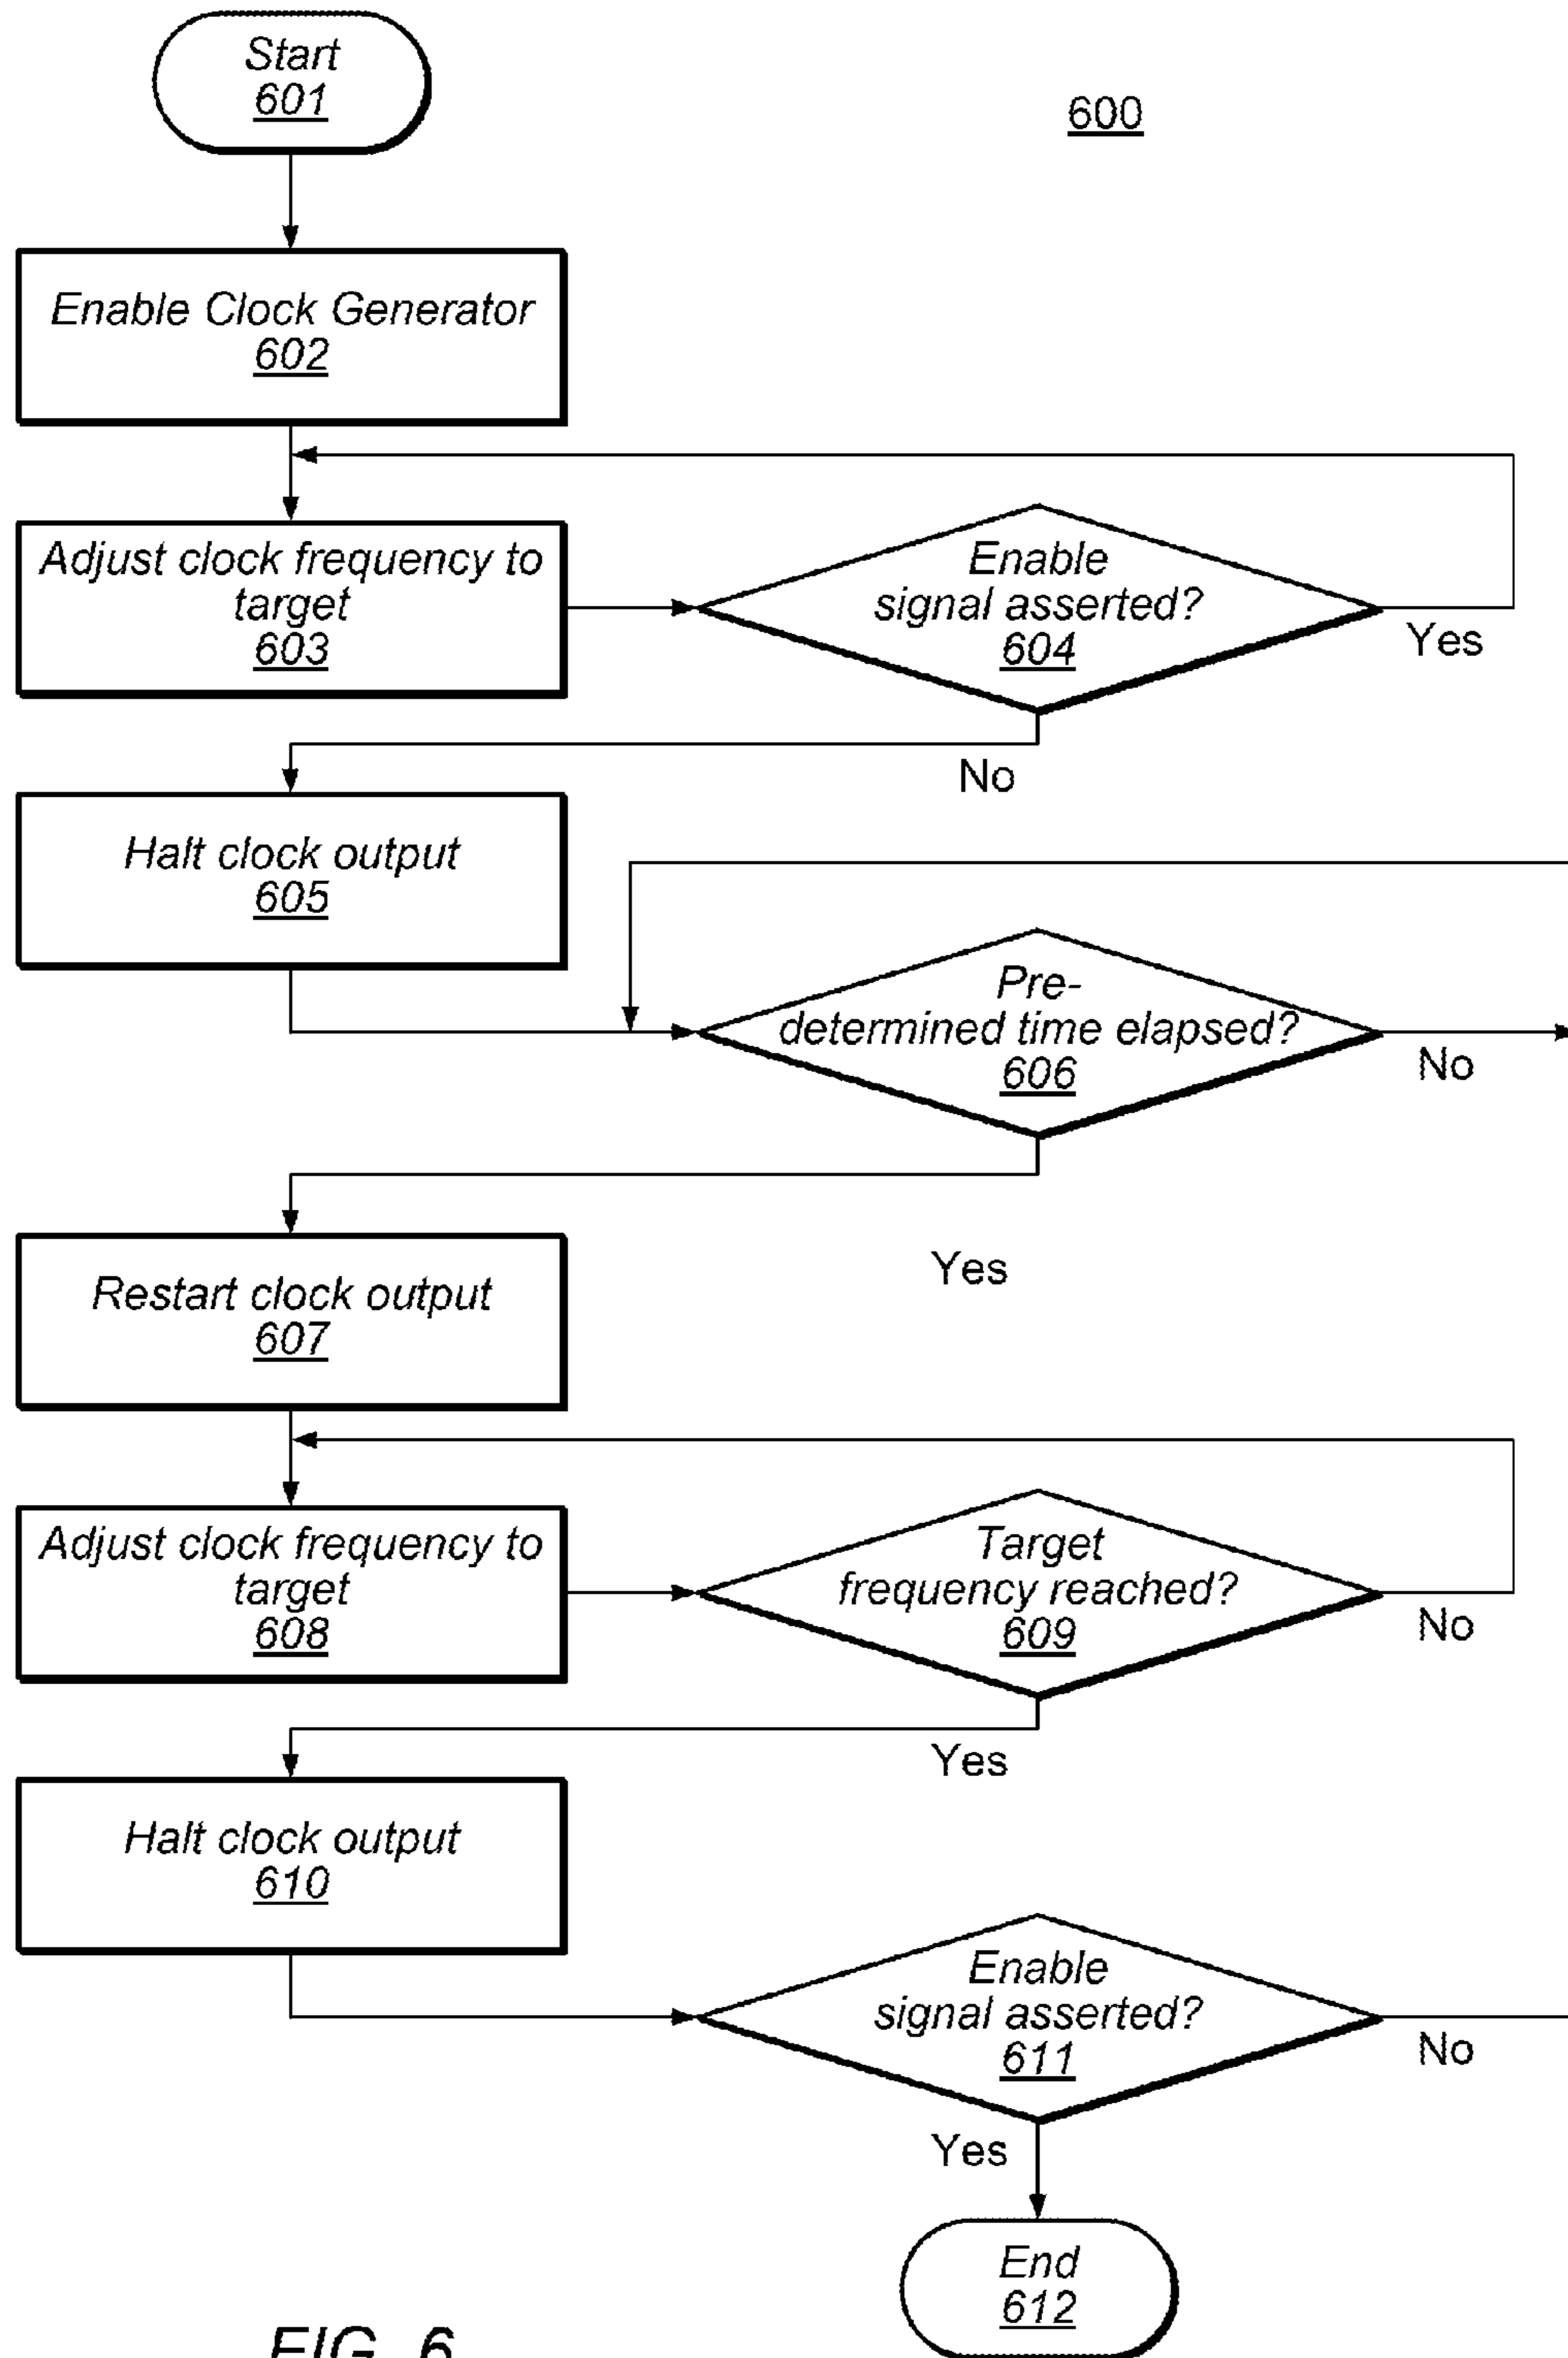 Start
601
600
Enable Clock Generator
602
Adjust clock frequency to
target
603
Enable
signal asserted?
604
Yes
No
Halt clock output
605
Pre-
determined time elapsed?
606
No
Yes
Restart clock output
607
Adjust clock frequency to
target
608
Target
frequency reached?
609
No
Yes
Halt clock output
610
Enable
signal asserted?
611
No
Yes
End
612
FIG. 6